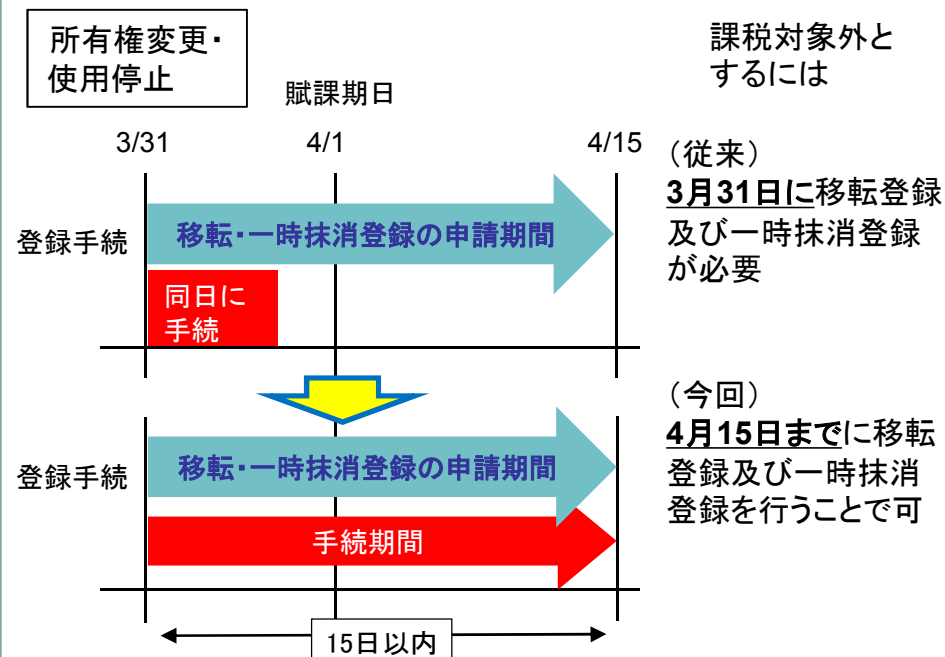 所有権変更・
使用停止
課税対象外と
するには
賦課期日
3/31
4/1
4/15
(従来)
3月31日に移転登録
及び一時抹消登録
が必要
登録手続
移転・一時抹消登録の申請期間
同日に
手続
(今回)
4月15日までに移転
登録及び一時抹消
登録を行うことで可
登録手続
移転・一時抹消登録の申請期間
手続期間
15日以内